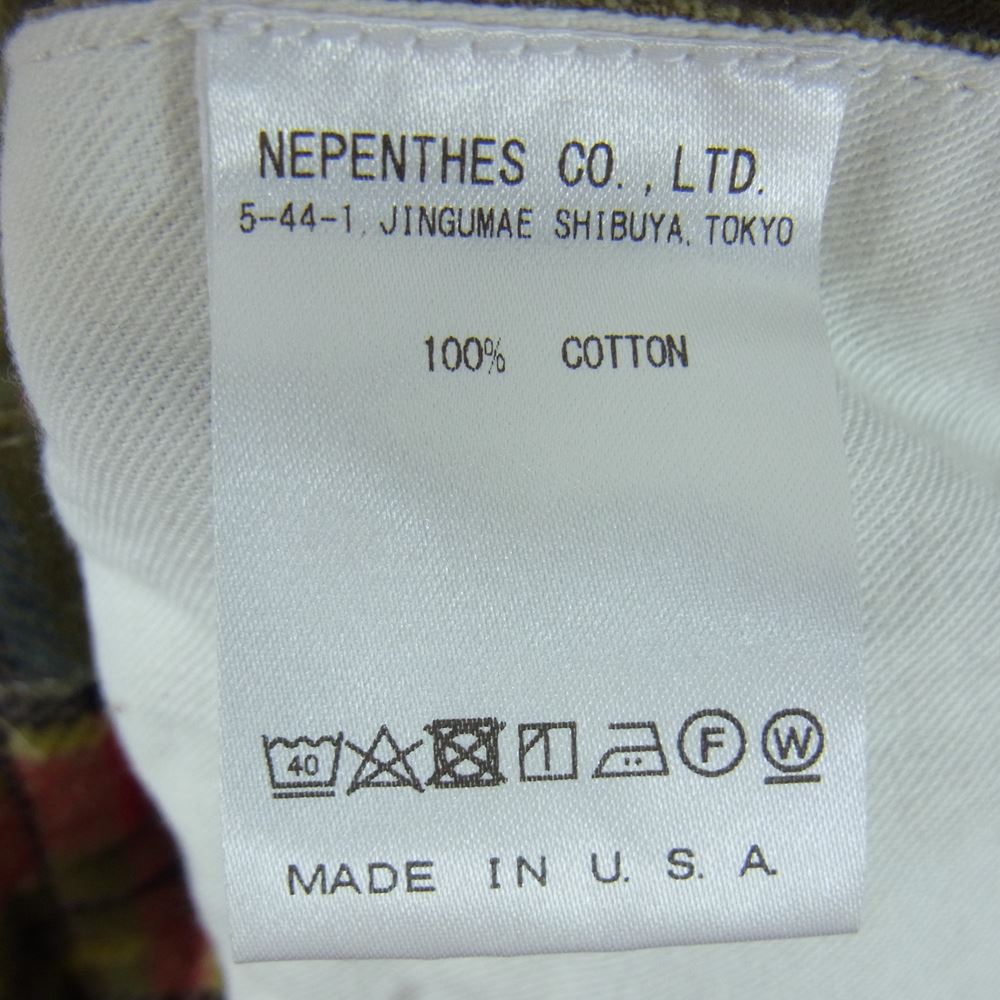 NEPENTHES CO., LTD.
5-44-1, JINGUMAE SHIBUYA, TOKYO
100% COTTON
40 F W
MADE IN U.S.A.